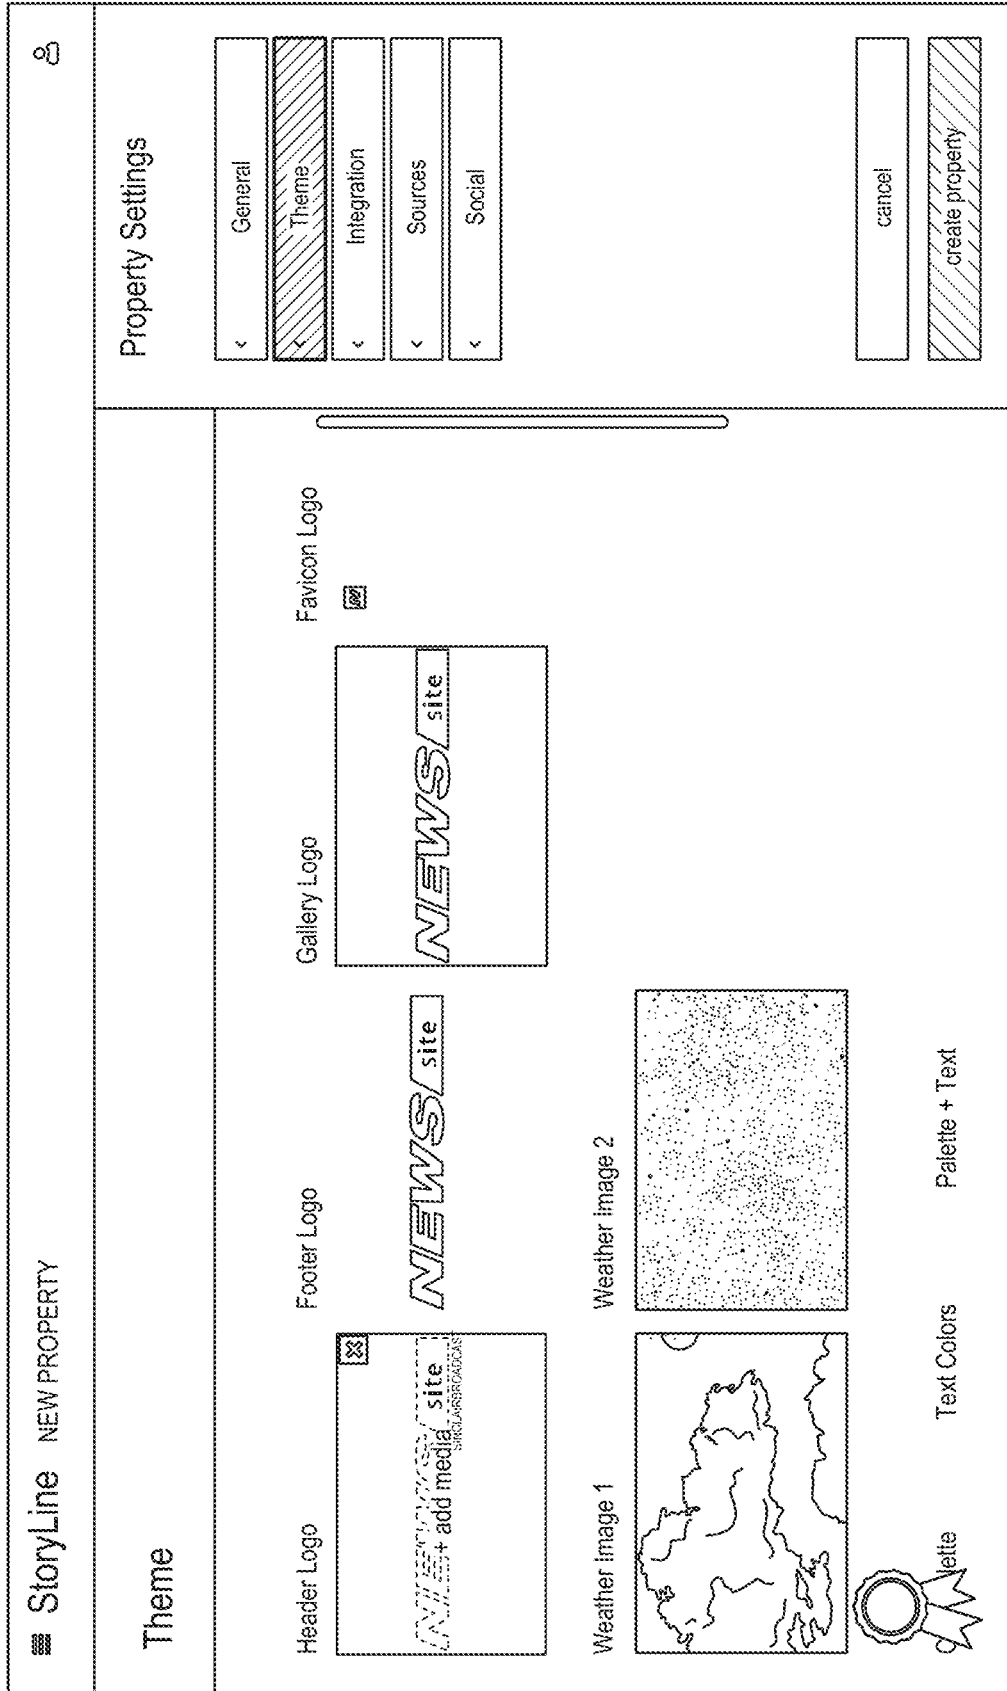 StoryLine NEW PROPERTY
Theme
Header Logo
Footer Logo
Gallery Logo
Favicon Logo
NEWS site
+ add media
SINCLAIRBROADCAS
NEWS site
NEWS site
Weather Image 1
Weather Image 2
Text Colors
Palette + Text
Property Settings
General
Theme
Integration
Sources
Social
cancel
create property